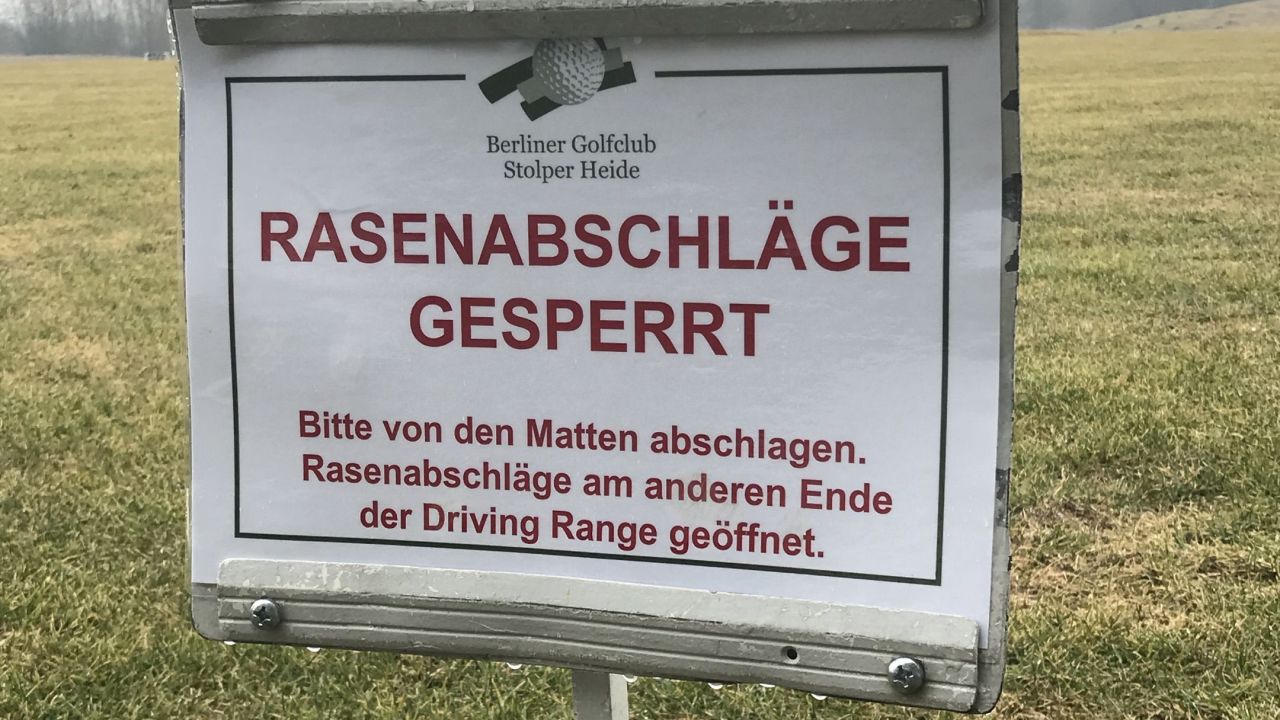 Berliner Golfclub
Stolper Heide
RASENABSCHLÄGE
GESPERRT
Bitte von den Matten abschlagen.
Rasenabschläge am anderen Ende
der Driving Range geöffnet.